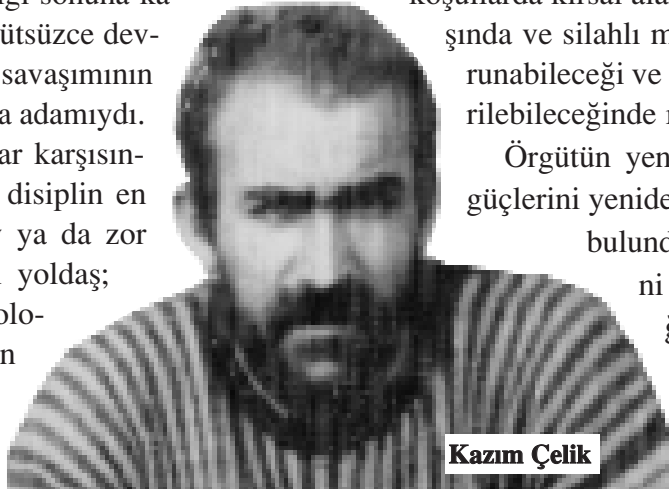 sonuna ka
ütsüzce dev-
savaşımının
a adamıydı.
ar karşısın-
disiplin en
ya da zor
yoldaş;
olo-
n
koşullarda kırsal ala
şında ve silahlı m
runabileceği ve
rilebileceğinde
Örgütün yen
güçlerini yenide
bulund
ni
ğ
Kazım Çelik